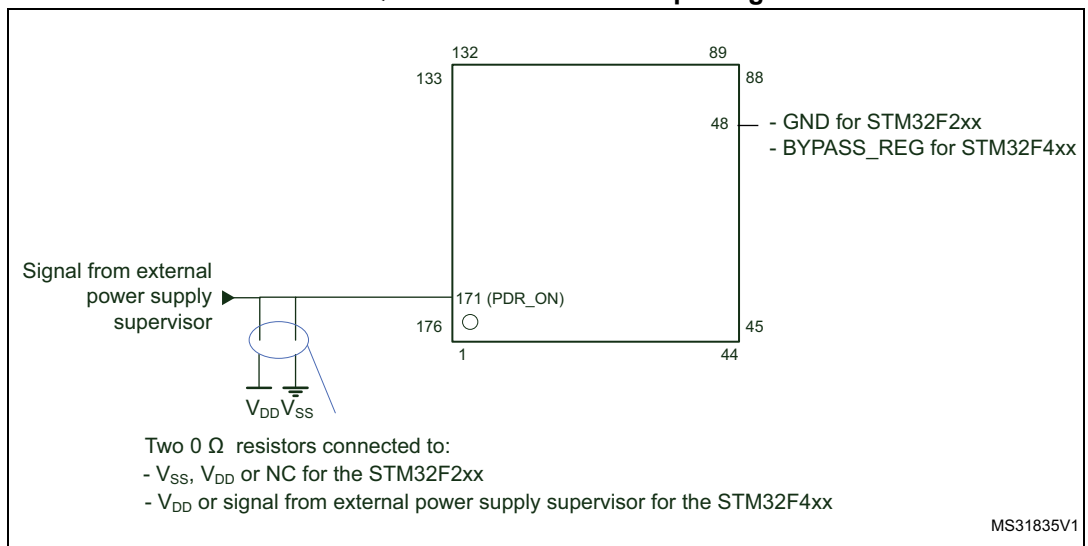 132
89
133
88
48
- GND for STM32F2xx
- BYPASS_REG for STM32F4xx
Signal from external
power supply
supervisor
171 (PDR_ON)
176
45
1
44
VDD VSS
Two 0 Ω resistors connected to:
- VSS, VDD or NC for the STM32F2xx
- VDD or signal from external power supply supervisor for the STM32F4xx
MS31835V1